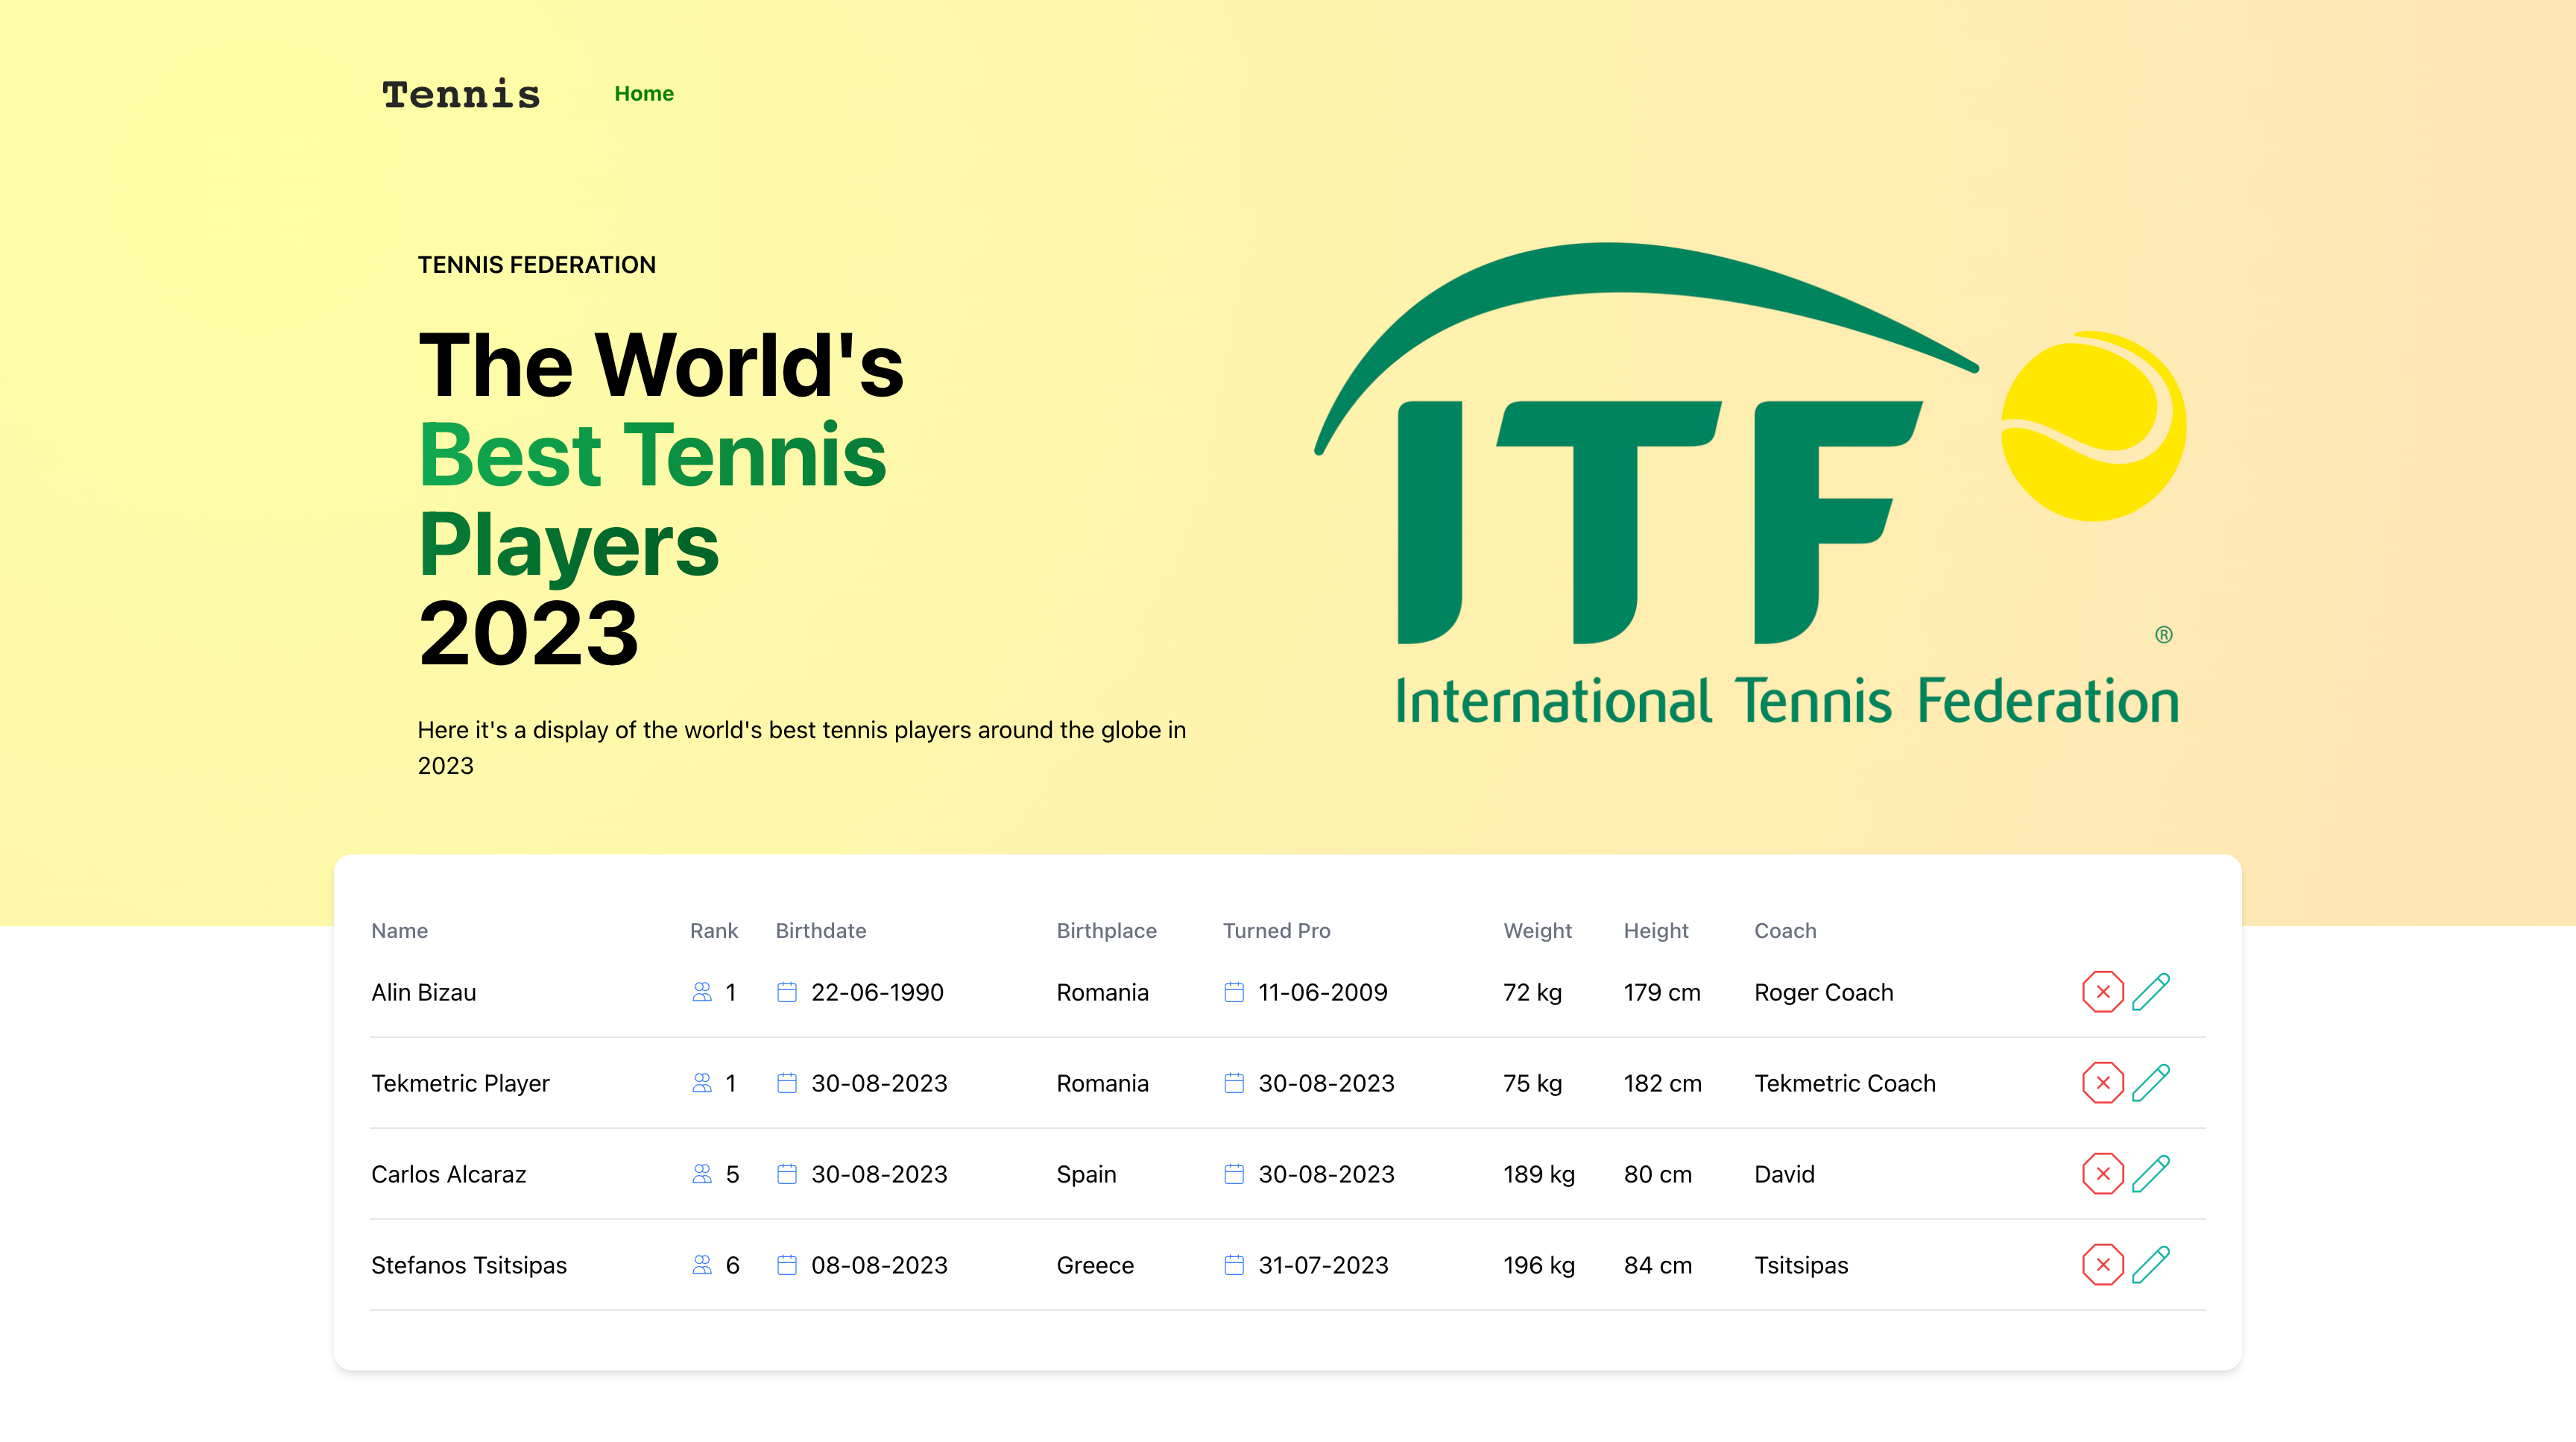 Tennis Home
TENNIS FEDERATION
The World's
Best Tennis
Players
2023
Here it's a display of the world's best tennis players around the globe in
2023
ITF
®
International Tennis Federation
Name Rank Birthdate Birthplace Turned Pro Weight Height Coach
Alin Bizau 1 22-06-1990 Romania 11-06-2009 72 kg 179 cm Roger Coach
Tekmetric Player 1 30-08-2023 Romania 30-08-2023 75 kg 182 cm Tekmetric Coach
Carlos Alcaraz 5 30-08-2023 Spain 30-08-2023 189 kg 80 cm David
Stefanos Tsitsipas 6 08-08-2023 Greece 31-07-2023 196 kg 84 cm Tsitsipas